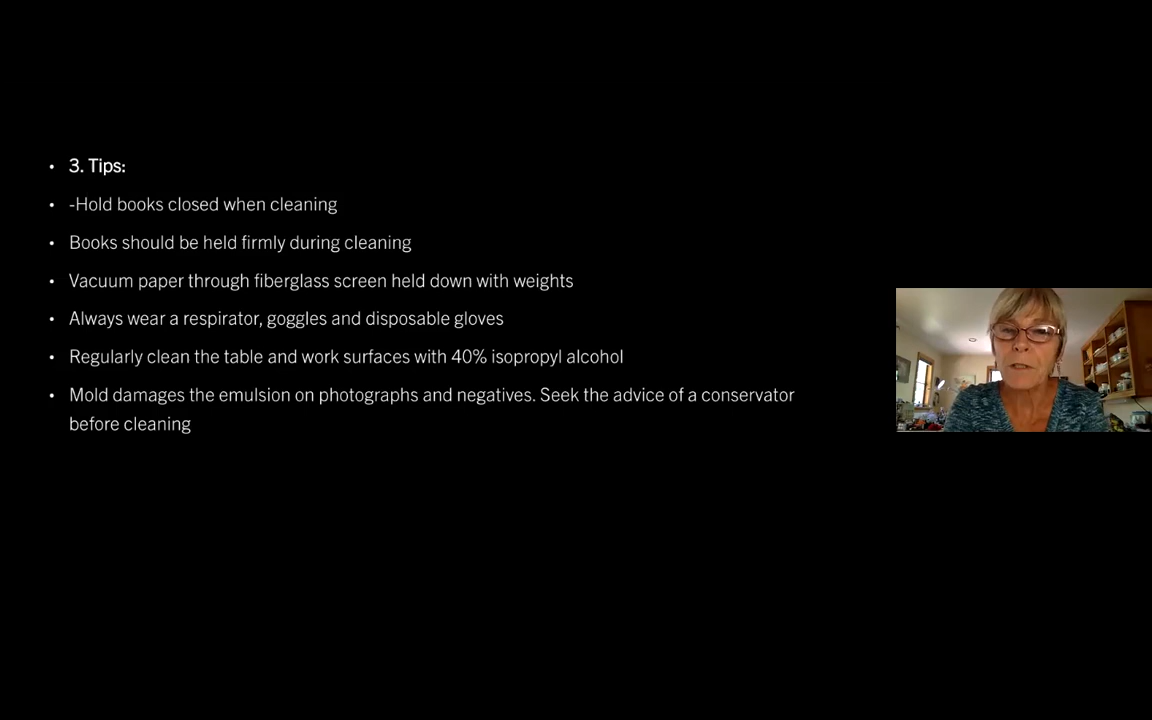 • 3. Tips:
• -Hold books closed when cleaning
• Books should be held firmly during cleaning
• Vacuum paper through fiberglass screen held down with weights
• Always wear a respirator, goggles and disposable gloves
• Regularly clean the table and work surfaces with 40% isopropyl alcohol
• Mold damages the emulsion on photographs and negatives. Seek the advice of a conservator
before cleaning